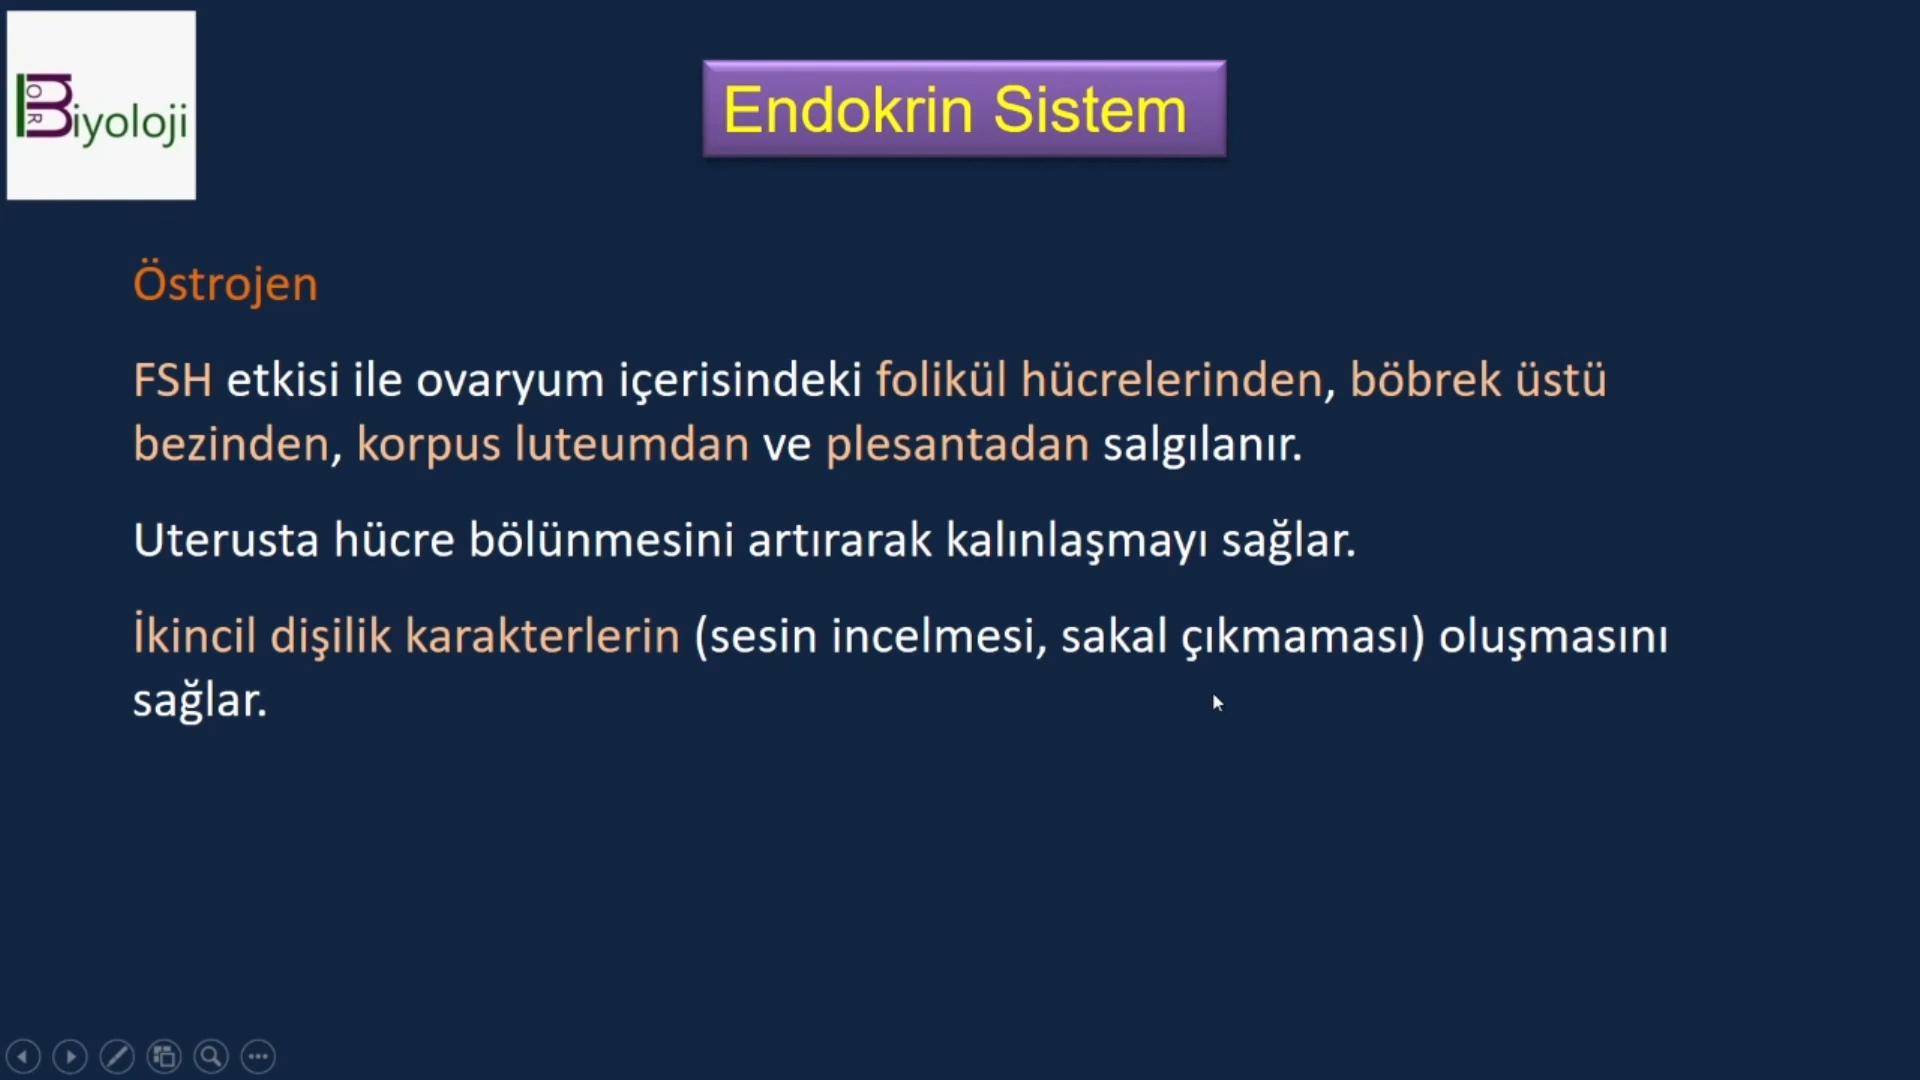 BOR
Biyoloji
Endokrin Sistem
Östrojen
FSH etkisi ile ovaryum içerisindeki folikül hücrelerinden, böbrek üstü
bezinden, korpus luteumdan ve plesantadan salgılanır.
Uterusta hücre bölünmesini artırarak kalınlaşmayı sağlar.
İkincil dişilik karakterlerin (sesin incelmesi, sakal çıkmaması) oluşmasını
sağlar.